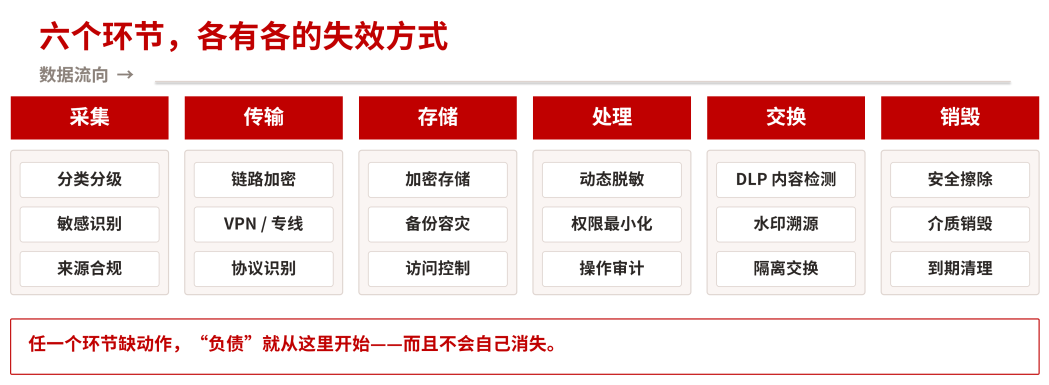 六个环节，各有各的失效方式
数据流向 →
采集
分类分级
敏感识别
来源合规
传输
链路加密
VPN / 专线
协议识别
存储
加密存储
备份容灾
访问控制
处理
动态脱敏
权限最小化
操作审计
交换
DLP 内容检测
水印溯源
隔离交换
销毁
安全擦除
介质销毁
到期清理
任一个环节缺动作，“负债”就从这里开始——而且不会自己消失。